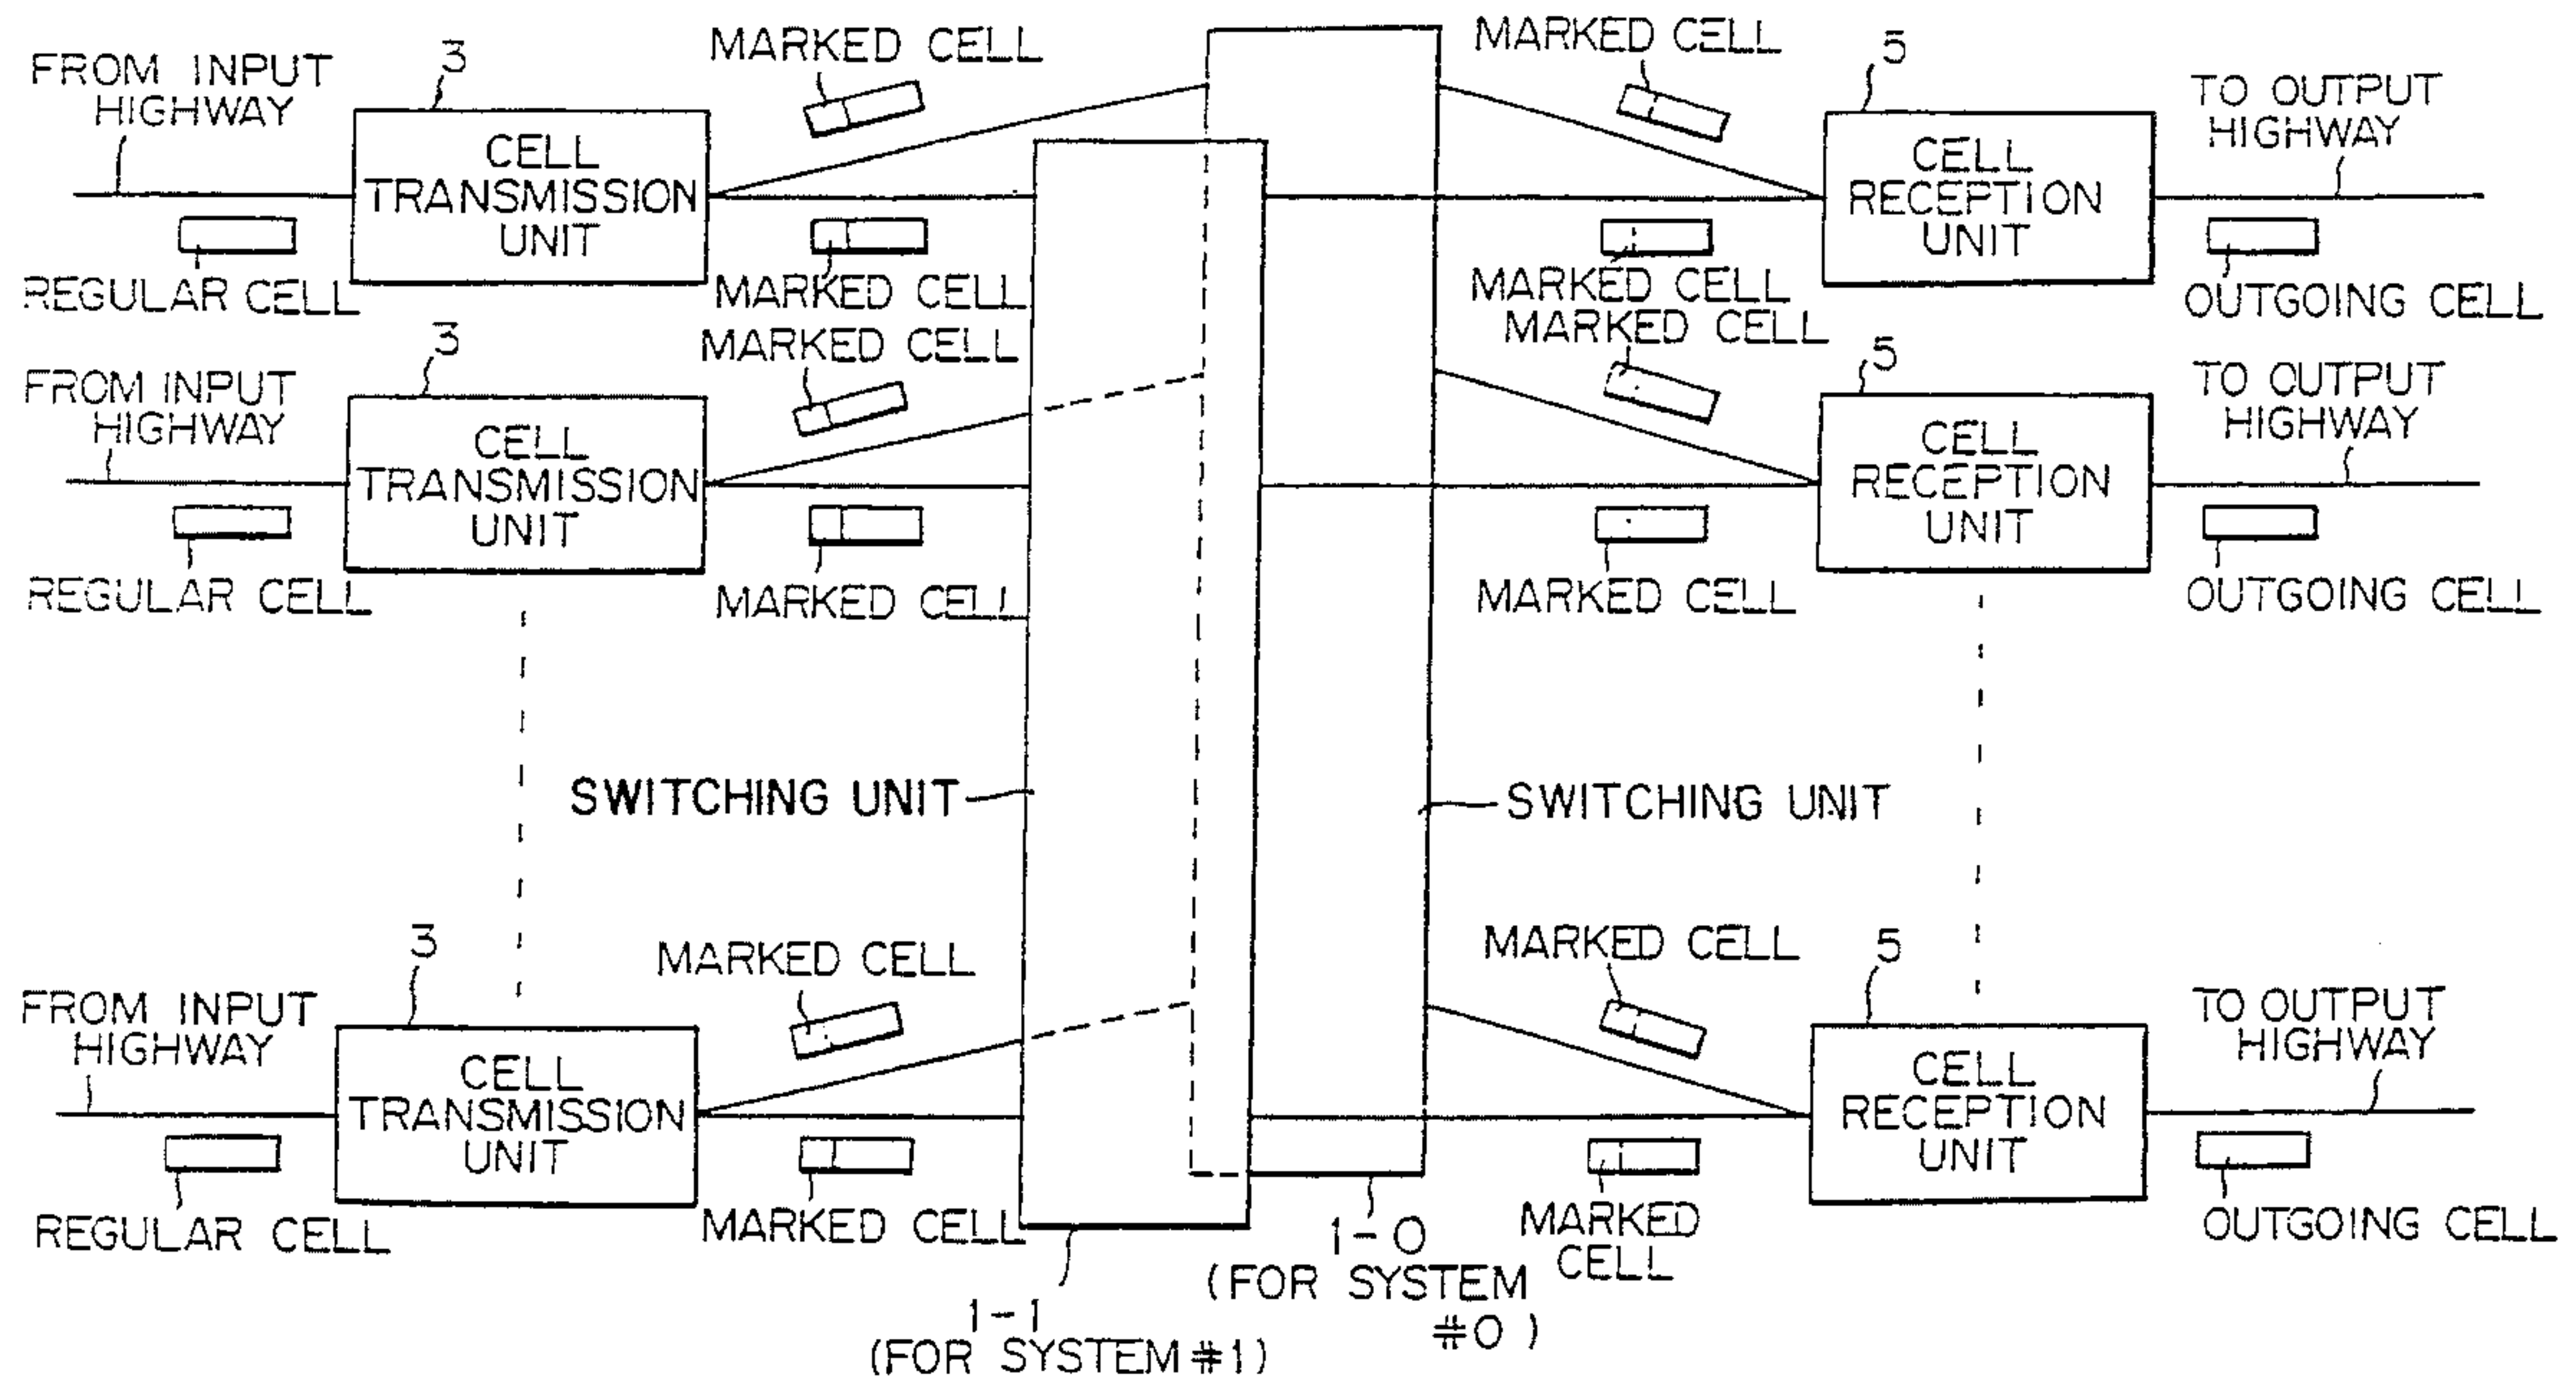 MARKED CELL
MARKED CELL
3
5
FROM INPUT
HIGHWAY
TO OUTPUT
HIGHWAY
CELL
TRANSMISSION
UNIT
CELL
RECEPTION
UNIT
REGULAR CELL
MARKED CELL
MARKED CELL
OUTGOING CELL
MARKED CELL
MARKED CELL
3
5
FROM INPUT
HIGHWAY
TO OUTPUT
HIGHWAY
CELL
TRANSMISSION
UNIT
CELL
RECEPTION
UNIT
REGULAR CELL
MARKED CELL
MARKED CELL
OUTGOING CELL
SWITCHING UNIT
SWITCHING UNIT
3
MARKED CELL
MARKED CELL
5
FROM INPUT
HIGHWAY
TO OUTPUT
HIGHWAY
CELL
TRANSMISSION
UNIT
CELL
RECEPTION
UNIT
REGULAR CELL
MARKED CELL
MARKED
CELL
OUTGOING CELL
1-0
(FOR SYSTEM
#0)
1-1
(FOR SYSTEM #1)